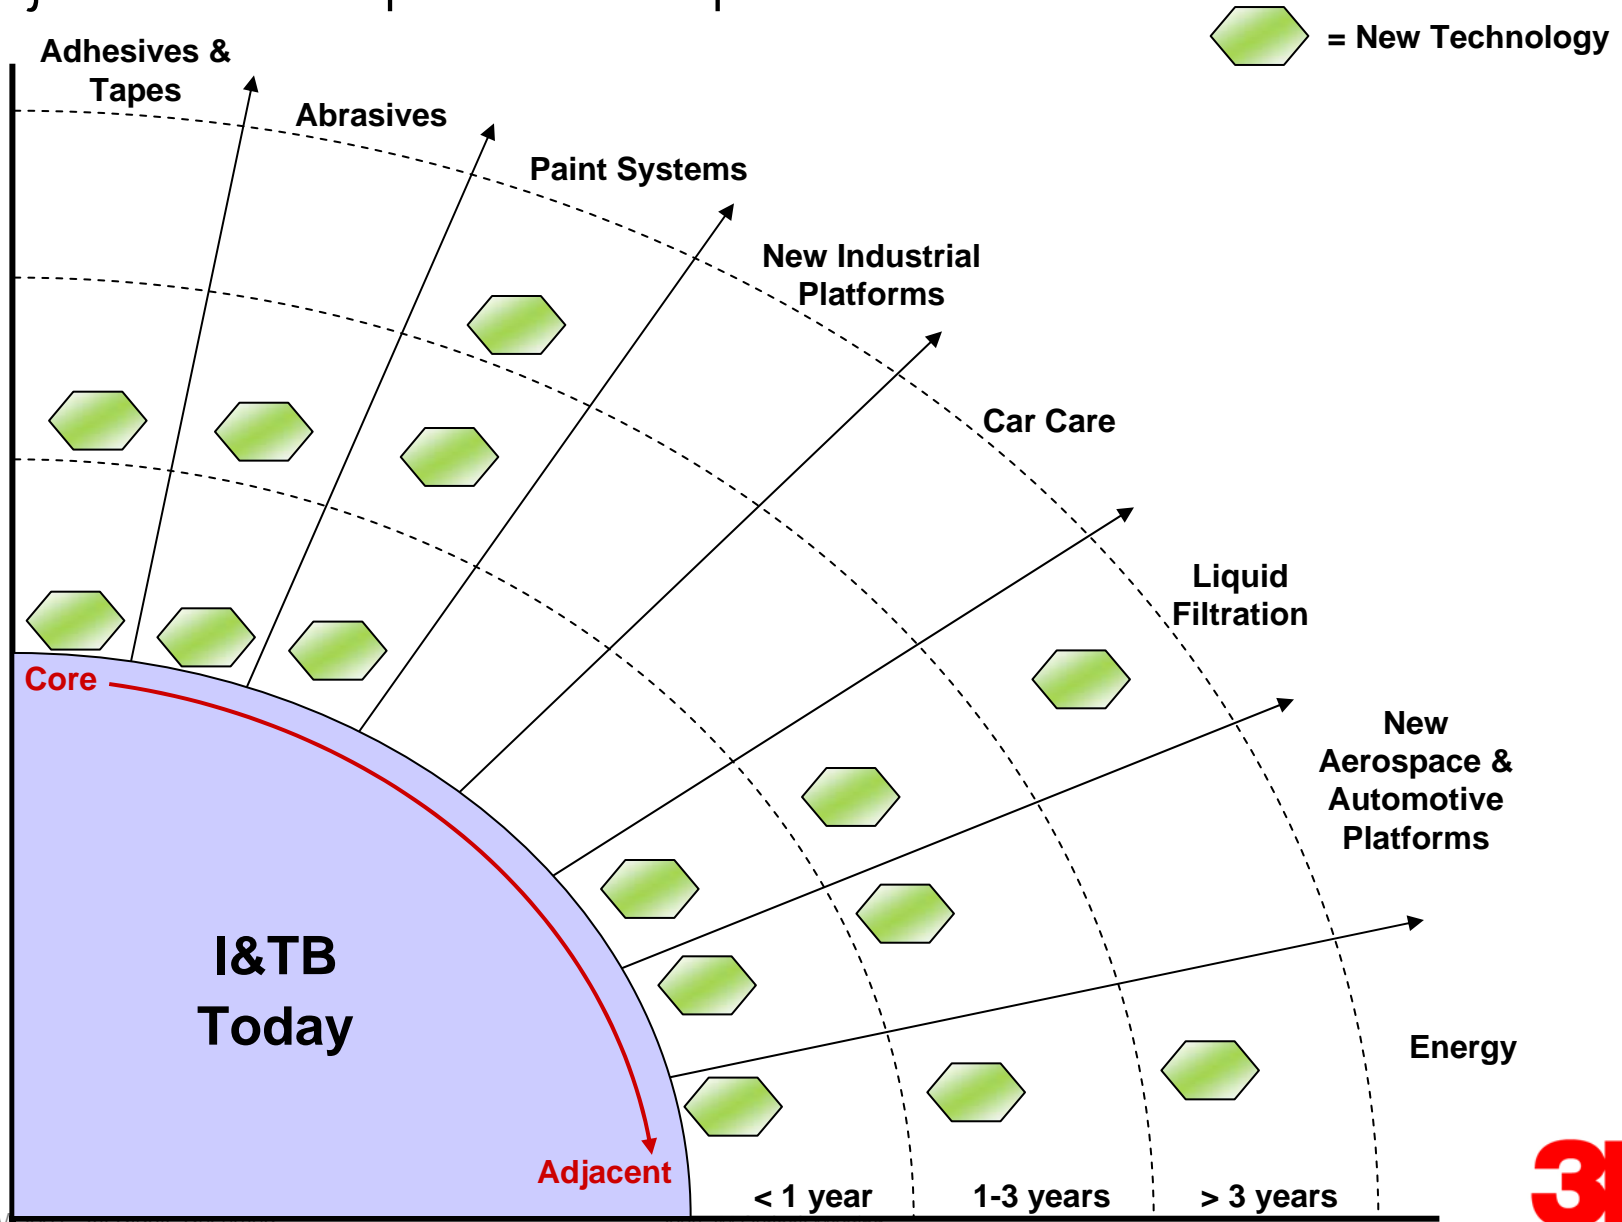 = New Technology
Adhesives &
Tapes
Abrasives
Paint Systems
New Industrial
Platforms
Car Care
Liquid
Filtration
New
Aerospace &
Automotive
Platforms
Energy
Core
I&TB
Today
Adjacent
< 1 year
1-3 years
> 3 years